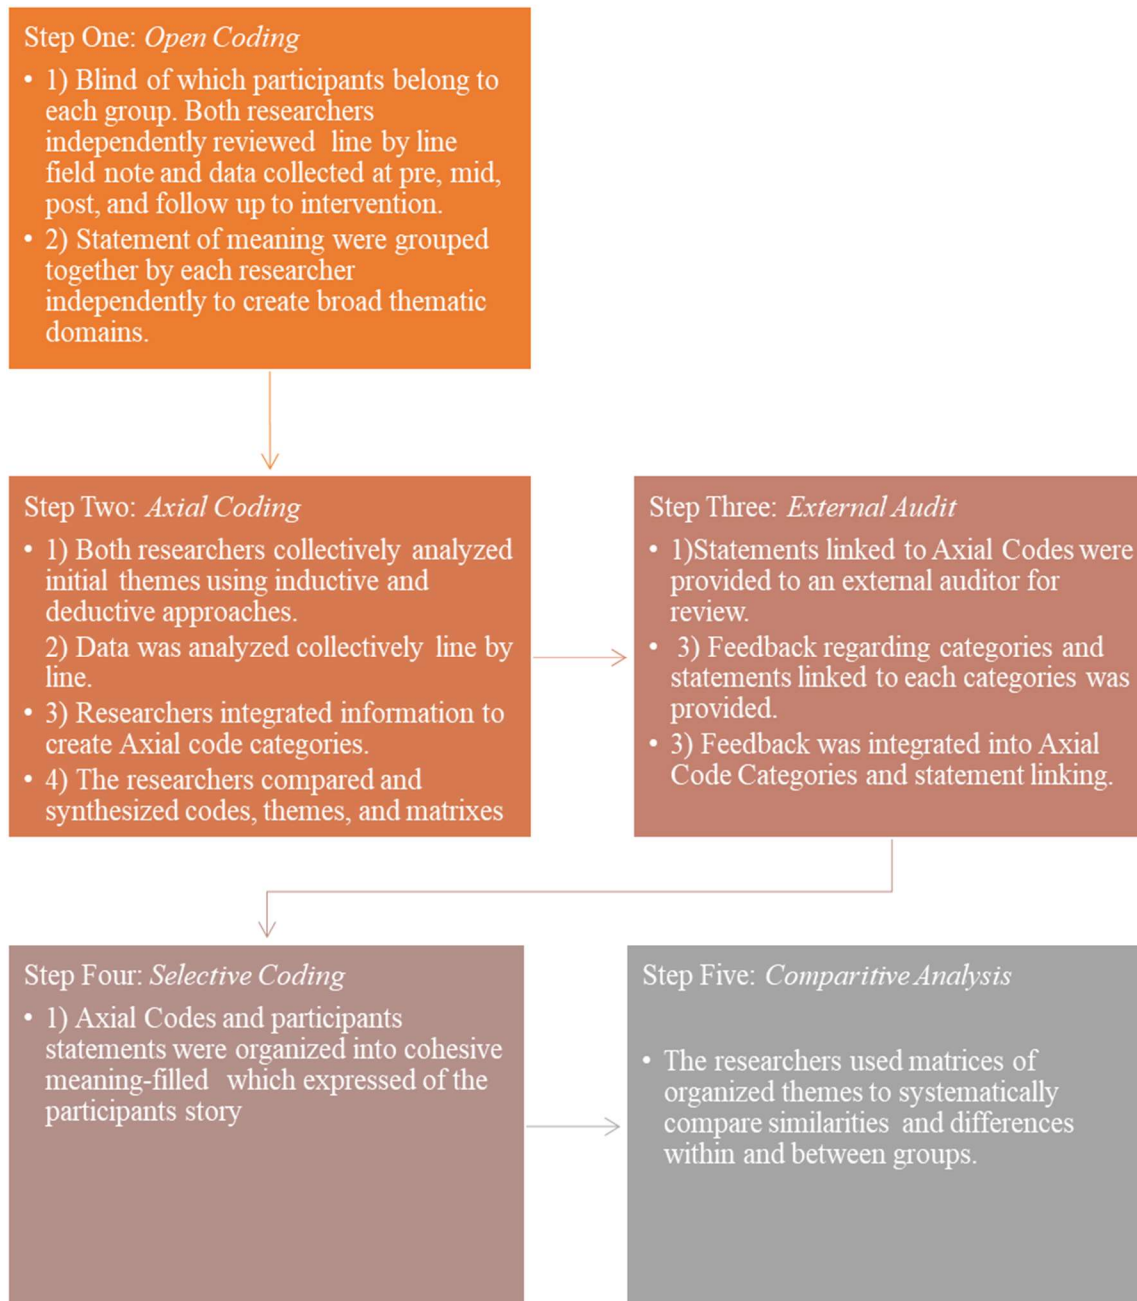 Step One: Open Coding
• 1) Blind of which participants belong to
each group. Both researchers
independently reviewed line by line
field note and data collected at pre, mid,
post, and follow up to intervention.
• 2) Statement of meaning were grouped
together by each researcher
independently to create broad thematic
domains.
Step Two: Axial Coding
• 1) Both researchers collectively analyzed
initial themes using inductive and
deductive approaches.
2) Data was analyzed collectively line by
line.
• 3) Researchers integrated information to
create Axial code categories.
• 4) The researchers compared and
synthesized codes, themes, and matrixes
Step Three: External Audit
• 1)Statements linked to Axial Codes were
provided to an external auditor for
review.
• 3) Feedback regarding categories and
statements linked to each categories was
provided.
• 3) Feedback was integrated into Axial
Code Categories and statement linking.
Step Four: Selective Coding
• 1) Axial Codes and participants
statements were organized into cohesive
meaning-filled which expressed of the
participants story
Step Five: Comparitive Analysis
• The researchers used matrices of
organized themes to systematically
compare similarities and differences
within and between groups.